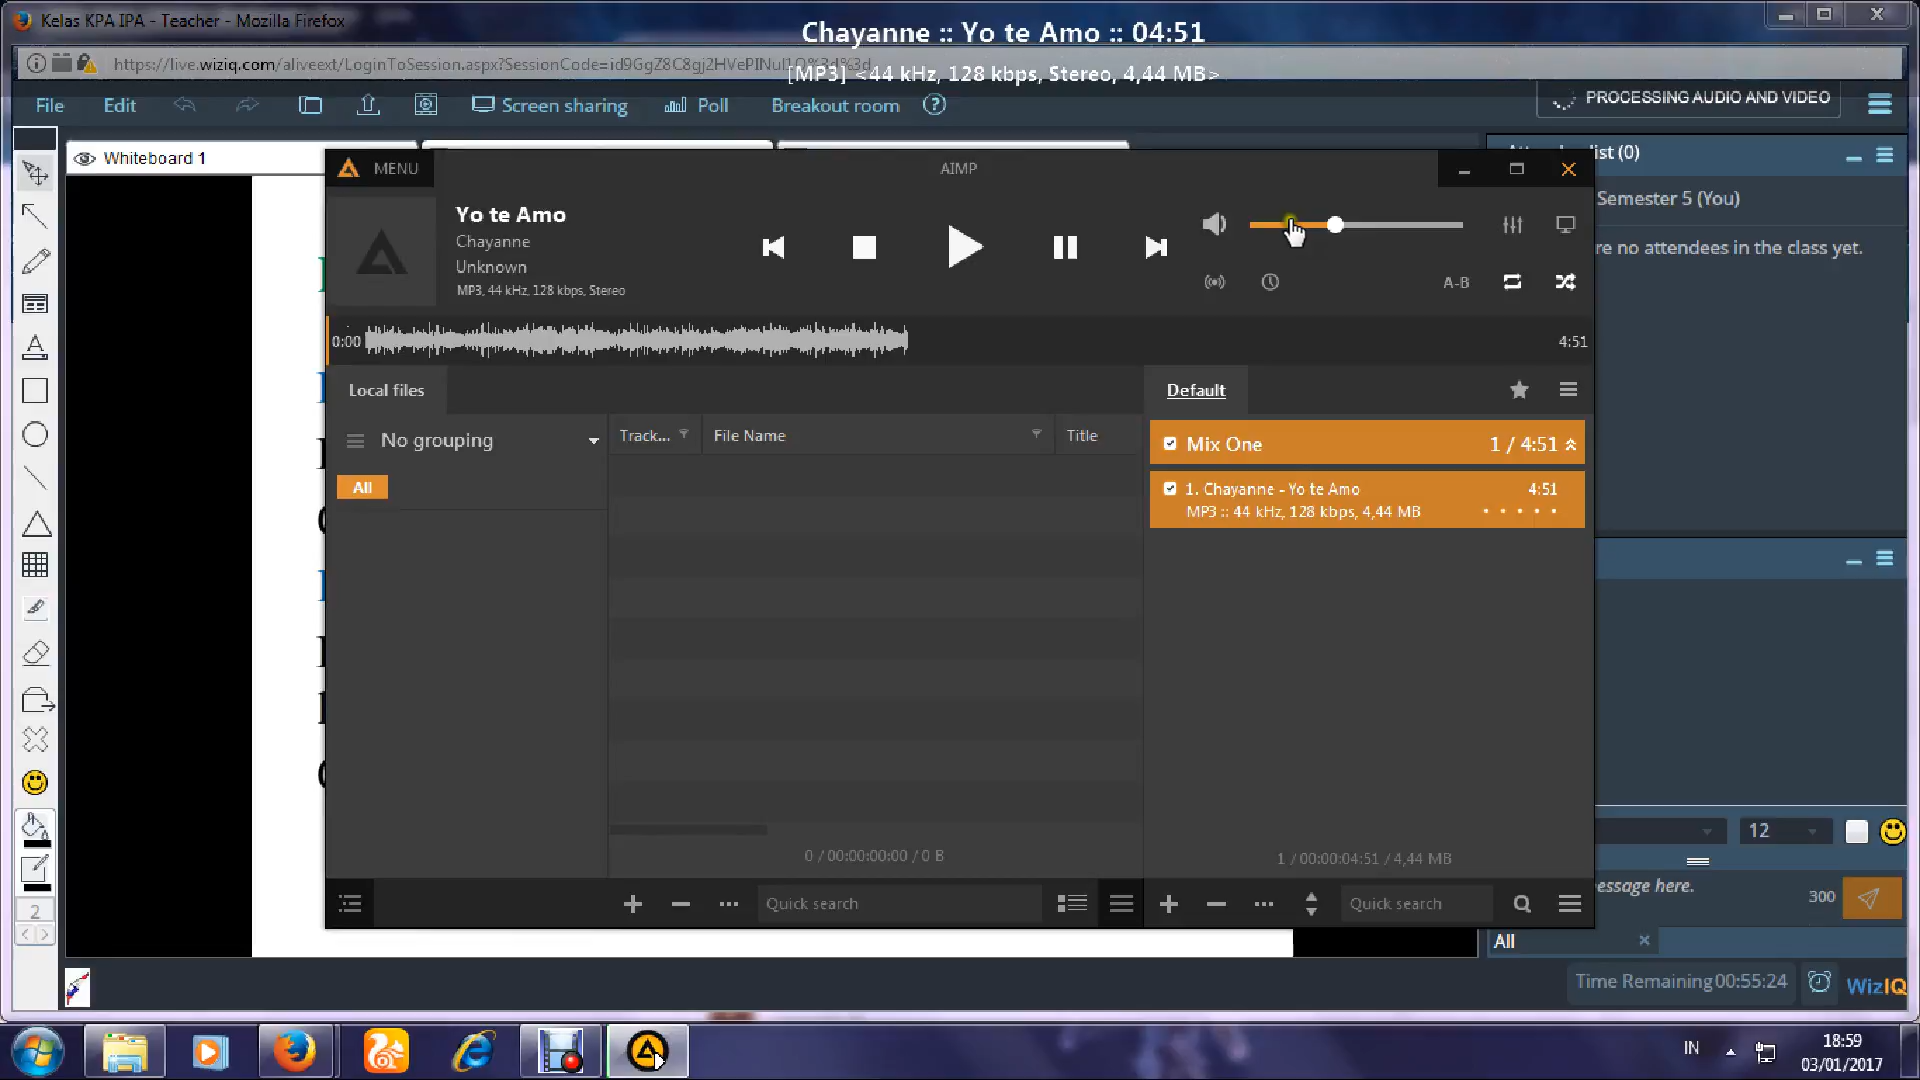 Kelas KPA IPA - Teacher - Mozilla Firefox
Chayanne :: Yo te Amo :: 04:51
[MP3] <44 kHz, 128 kbps, Stereo, 4,44 MB>
File
Edit
Screen sharing
Poll
Breakout room
PROCESSING AUDIO AND VIDEO
Whiteboard 1
ist (0)
Semester 5 (You)
re no attendees in the class yet.
MENU
AIMP
Yo te Amo
Chayanne
Unknown
MP3, 44 kHz, 128 kbps, Stereo
A-B
0:00
4:51
Local files
Default
No grouping
Track...
File Name
Title
All
Mix One
1 / 4:51
1. Chayanne - Yo te Amo
4:51
MP3 :: 44 kHz, 128 kbps, 4,44 MB
0 / 00:00:00:00 / 0 B
1 / 00:00:04:51 / 4,44 MB
Quick search
Quick search
12
essage here.
300
All
2
Time Remaining 00:55:24
WizIQ
IN
18:59
03/01/2017